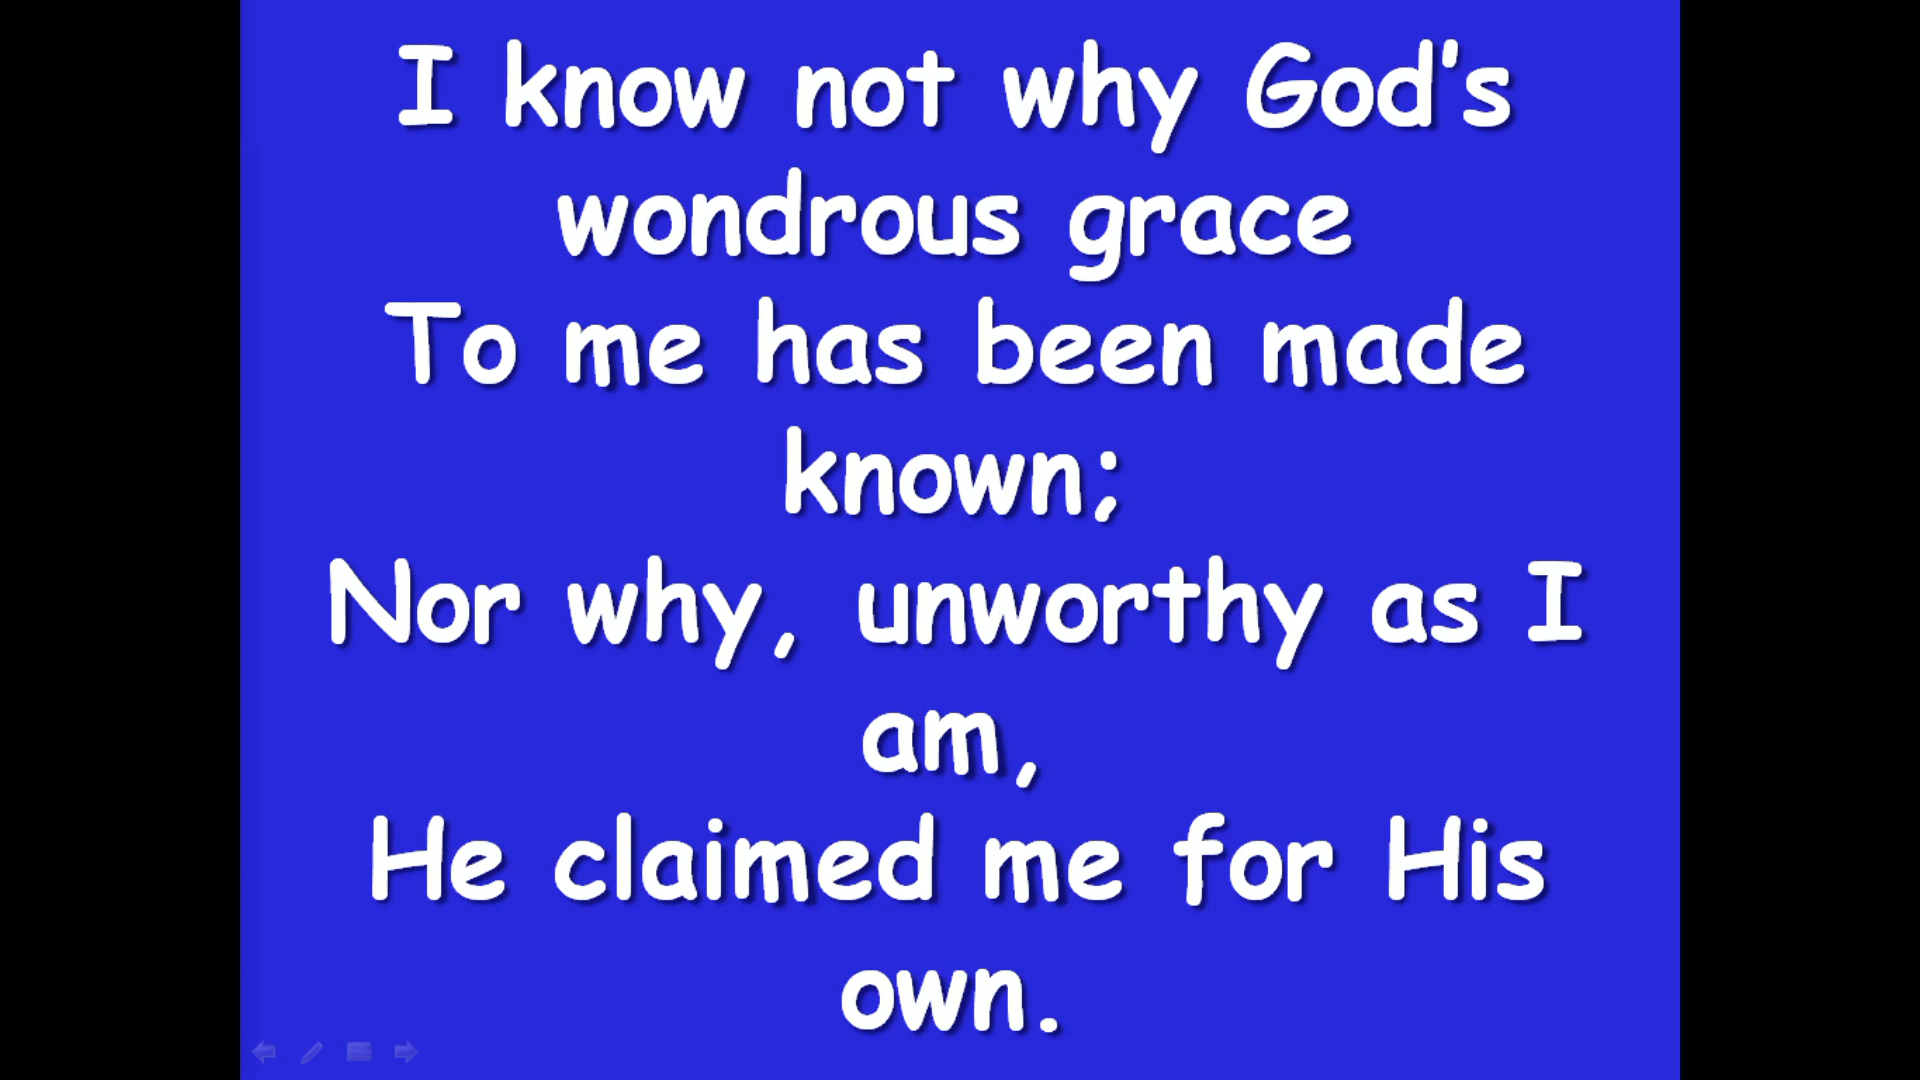 I know not why God's
wondrous grace
To me has been made
known;
Nor why, unworthy as I
am,
He claimed me for His
own.